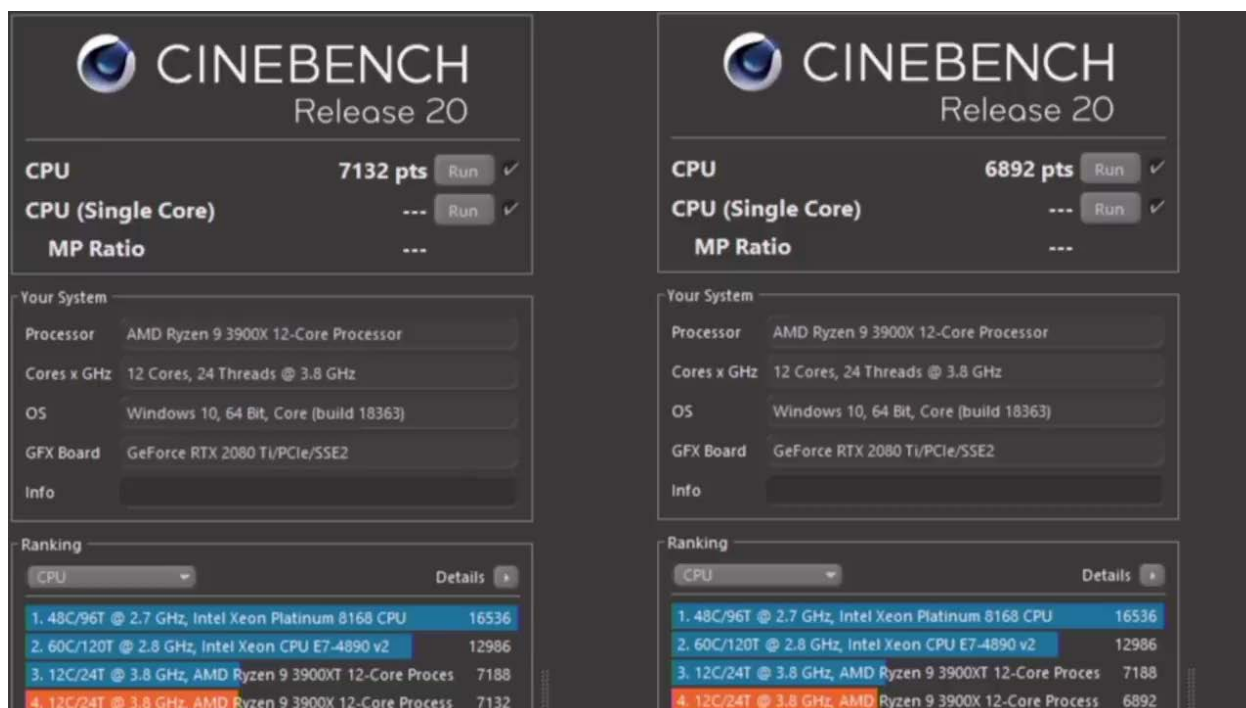 CINEBENCH
Release 20
CPU 7132 pts Run
CPU (Single Core) --- Run
MP Ratio ---
Your System
Processor AMD Ryzen 9 3900X 12-Core Processor
Cores x GHz 12 Cores, 24 Threads @ 3.8 GHz
OS Windows 10, 64 Bit, Core (build 18363)
GFX Board GeForce RTX 2080 Ti/PCIe/SSE2
Info
Ranking
CPU Details
1. 48C/96T @ 2.7 GHz, Intel Xeon Platinum 8168 CPU 16536
2. 60C/120T @ 2.8 GHz, Intel Xeon CPU E7-4890 v2 12986
3. 12C/24T @ 3.8 GHz, AMD Ryzen 9 3900XT 12-Core Proces 7188
4. 12C/24T @ 3.8 GHz, AMD Ryzen 9 3900X 12-Core Process 7132
CINEBENCH
Release 20
CPU 6892 pts Run
CPU (Single Core) --- Run
MP Ratio ---
Your System
Processor AMD Ryzen 9 3900X 12-Core Processor
Cores x GHz 12 Cores, 24 Threads @ 3.8 GHz
OS Windows 10, 64 Bit, Core (build 18363)
GFX Board GeForce RTX 2080 Ti/PCIe/SSE2
Info
Ranking
CPU Details
1. 48C/96T @ 2.7 GHz, Intel Xeon Platinum 8168 CPU 16536
2. 60C/120T @ 2.8 GHz, Intel Xeon CPU E7-4890 v2 12986
3. 12C/24T @ 3.8 GHz, AMD Ryzen 9 3900XT 12-Core Proces 7188
4. 12C/24T @ 3.8 GHz, AMD Ryzen 9 3900X 12-Core Process 6892